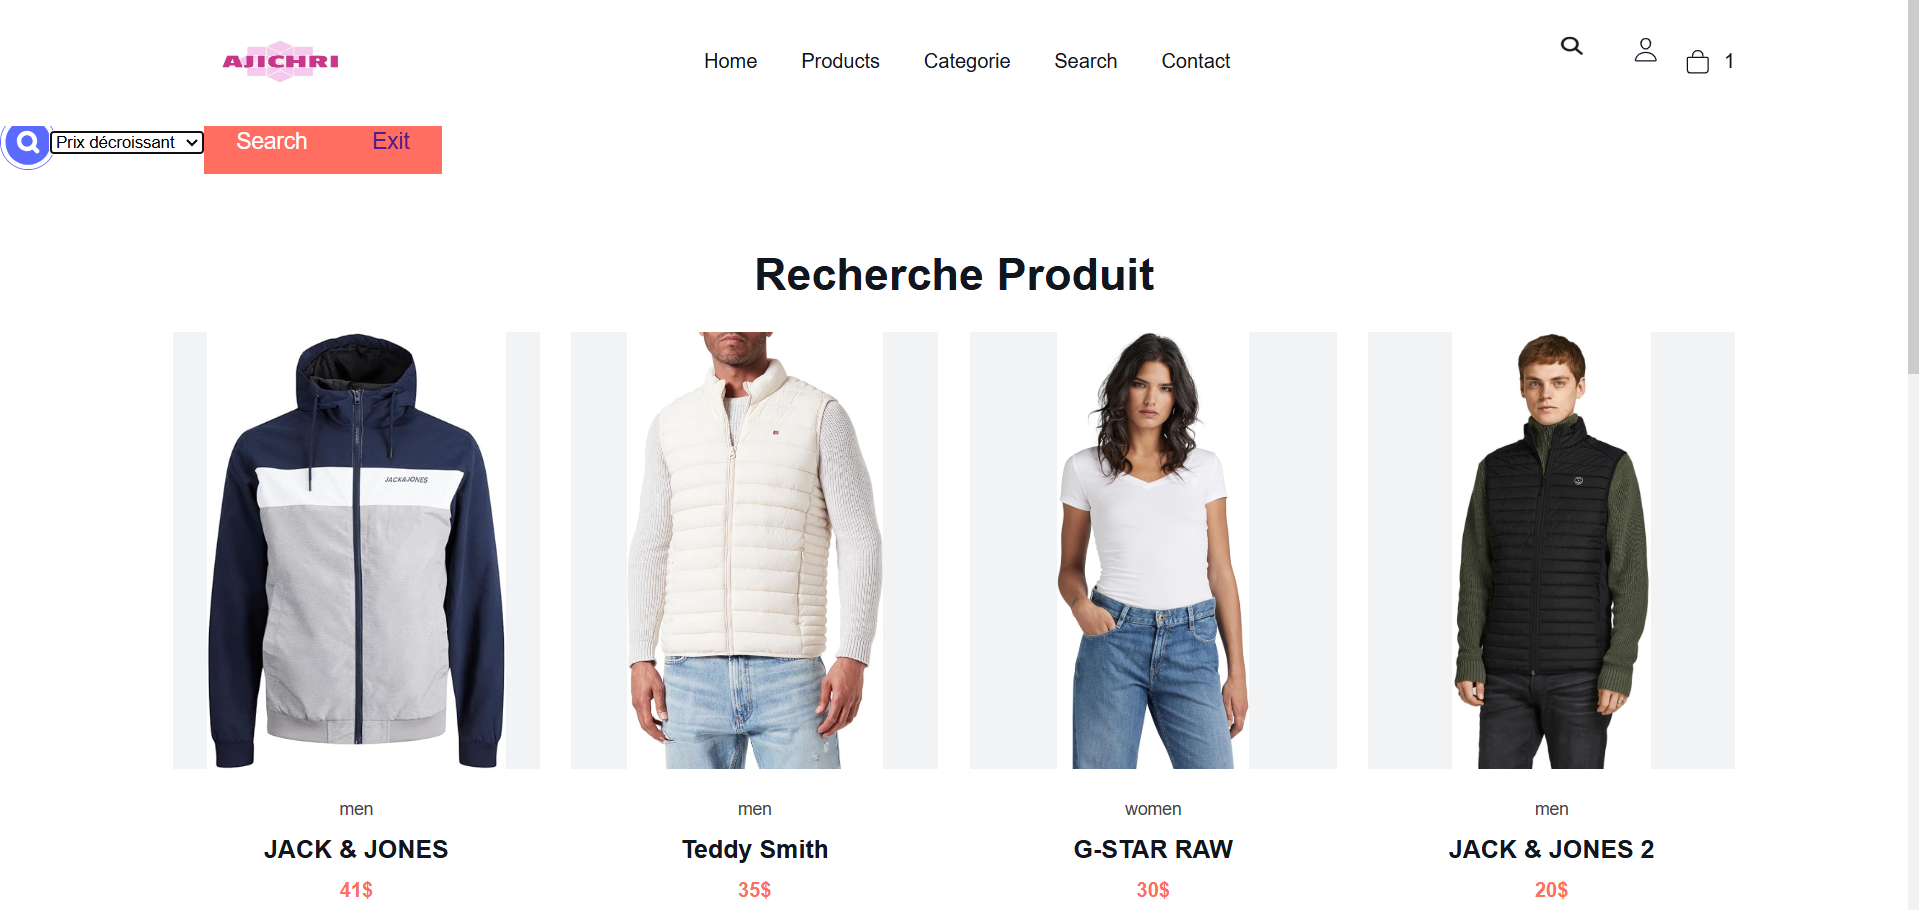 AJICHRI
Home Products Categorie Search Contact
1
Prix décroissant Search Exit
Recherche Produit
JACK&JONES
men men women men
JACK & JONES Teddy Smith G-STAR RAW JACK & JONES 2
41$ 35$ 30$ 20$